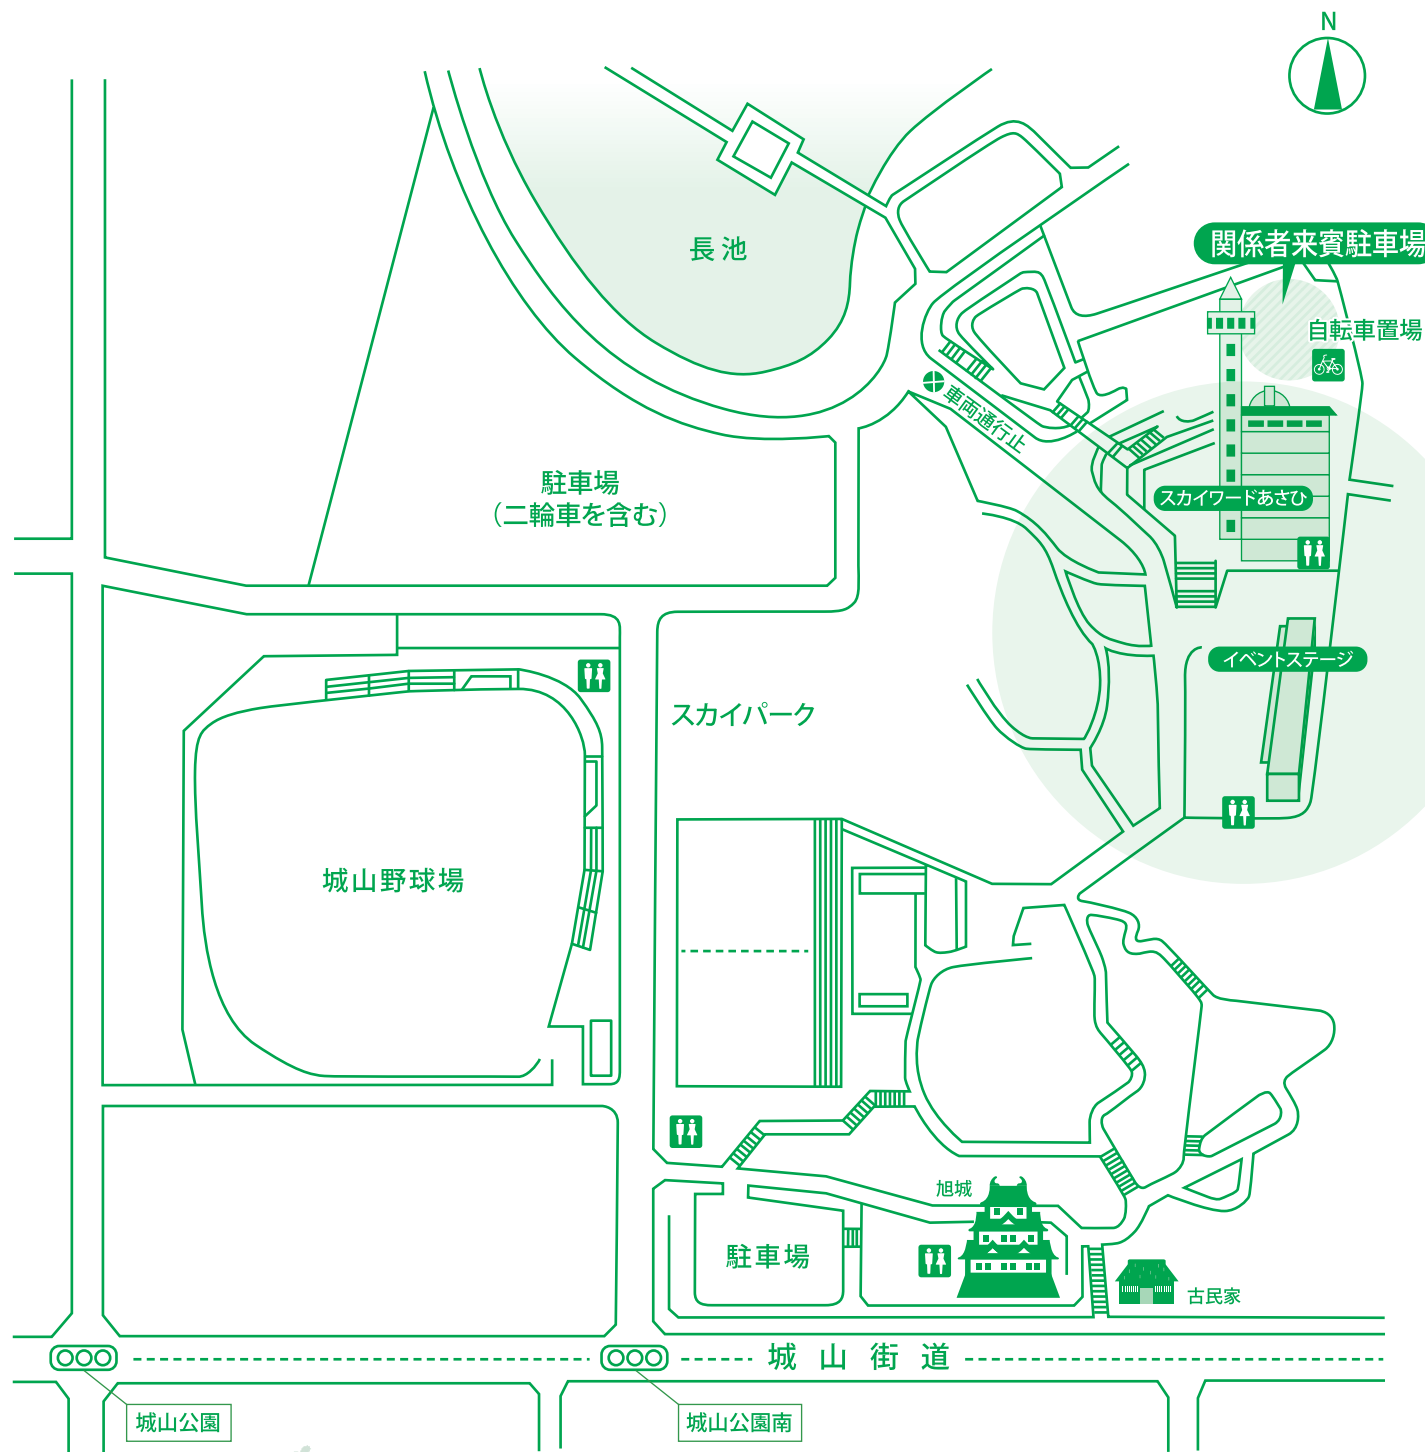 N
関係者来賓駐車場
長池
自転車置場
車両通行止
駐車場
（二輪車を含む）
スカイワードあさひ
イベントステージ
スカイパーク
城山野球場
旭城
駐車場
古民家
城山街道
城山公園
城山公園南